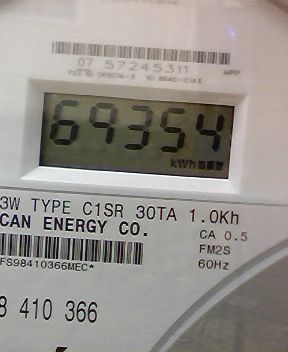 07 57245311
69354
kWh
3W TYPE C1SR 30TA 1.0Kh
CAN ENERGY CO.
CA 0.5
FM2S
FS98410366MEC*
60Hz
8 410 366